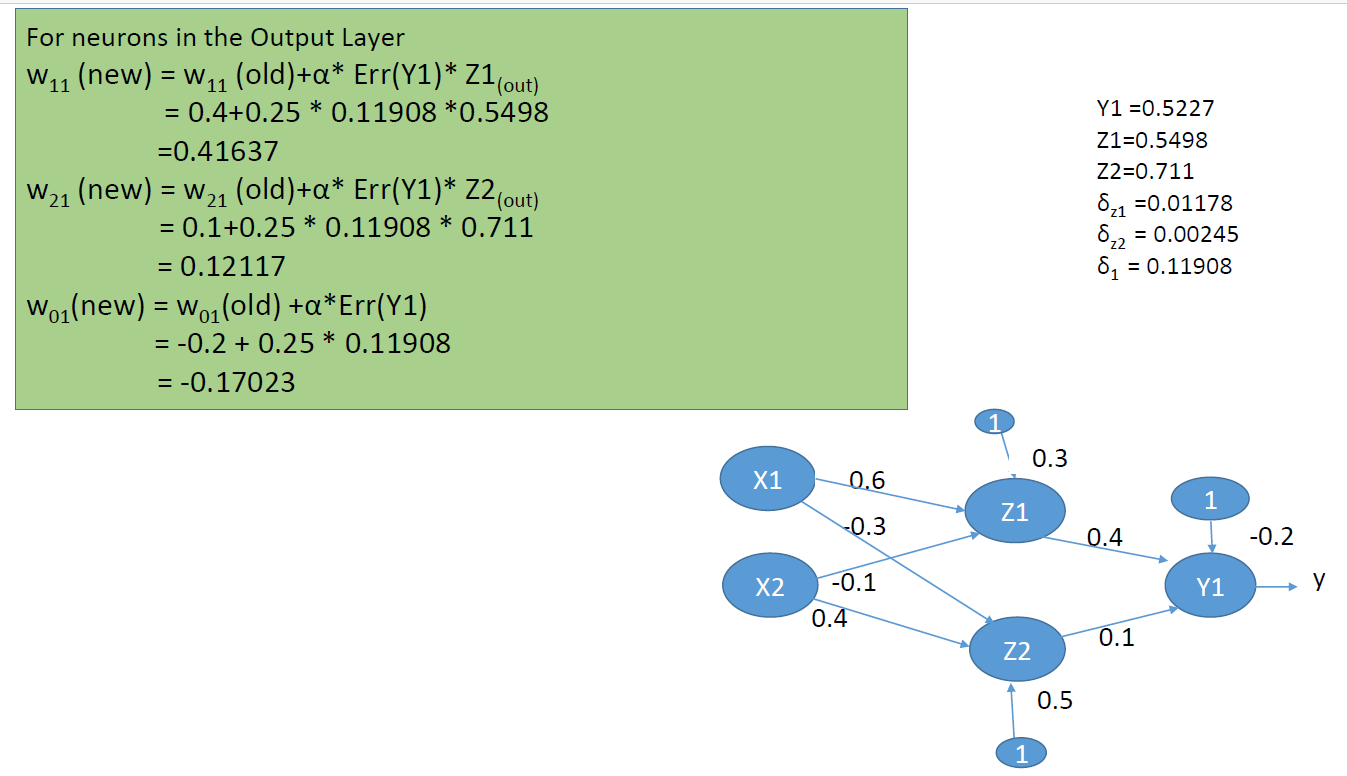 For neurons in the Output Layer
w11 (new) = w11 (old)+α* Err(Y1)* Z1(out)
= 0.4+0.25 * 0.11908 *0.5498
=0.41637
w21 (new) = w21 (old)+α* Err(Y1)* Z2(out)
= 0.1+0.25 * 0.11908 * 0.711
= 0.12117
w01(new) = w01(old) +α*Err(Y1)
= -0.2 + 0.25 * 0.11908
= -0.17023
Y1 =0.5227
Z1=0.5498
Z2=0.711
δz1 =0.01178
δz2 = 0.00245
δ1 = 0.11908
1
0.3
X1
0.6
Z1
1
-0.3
0.4
-0.2
X2
-0.1
Y1
y
0.4
Z2
0.1
0.5
1